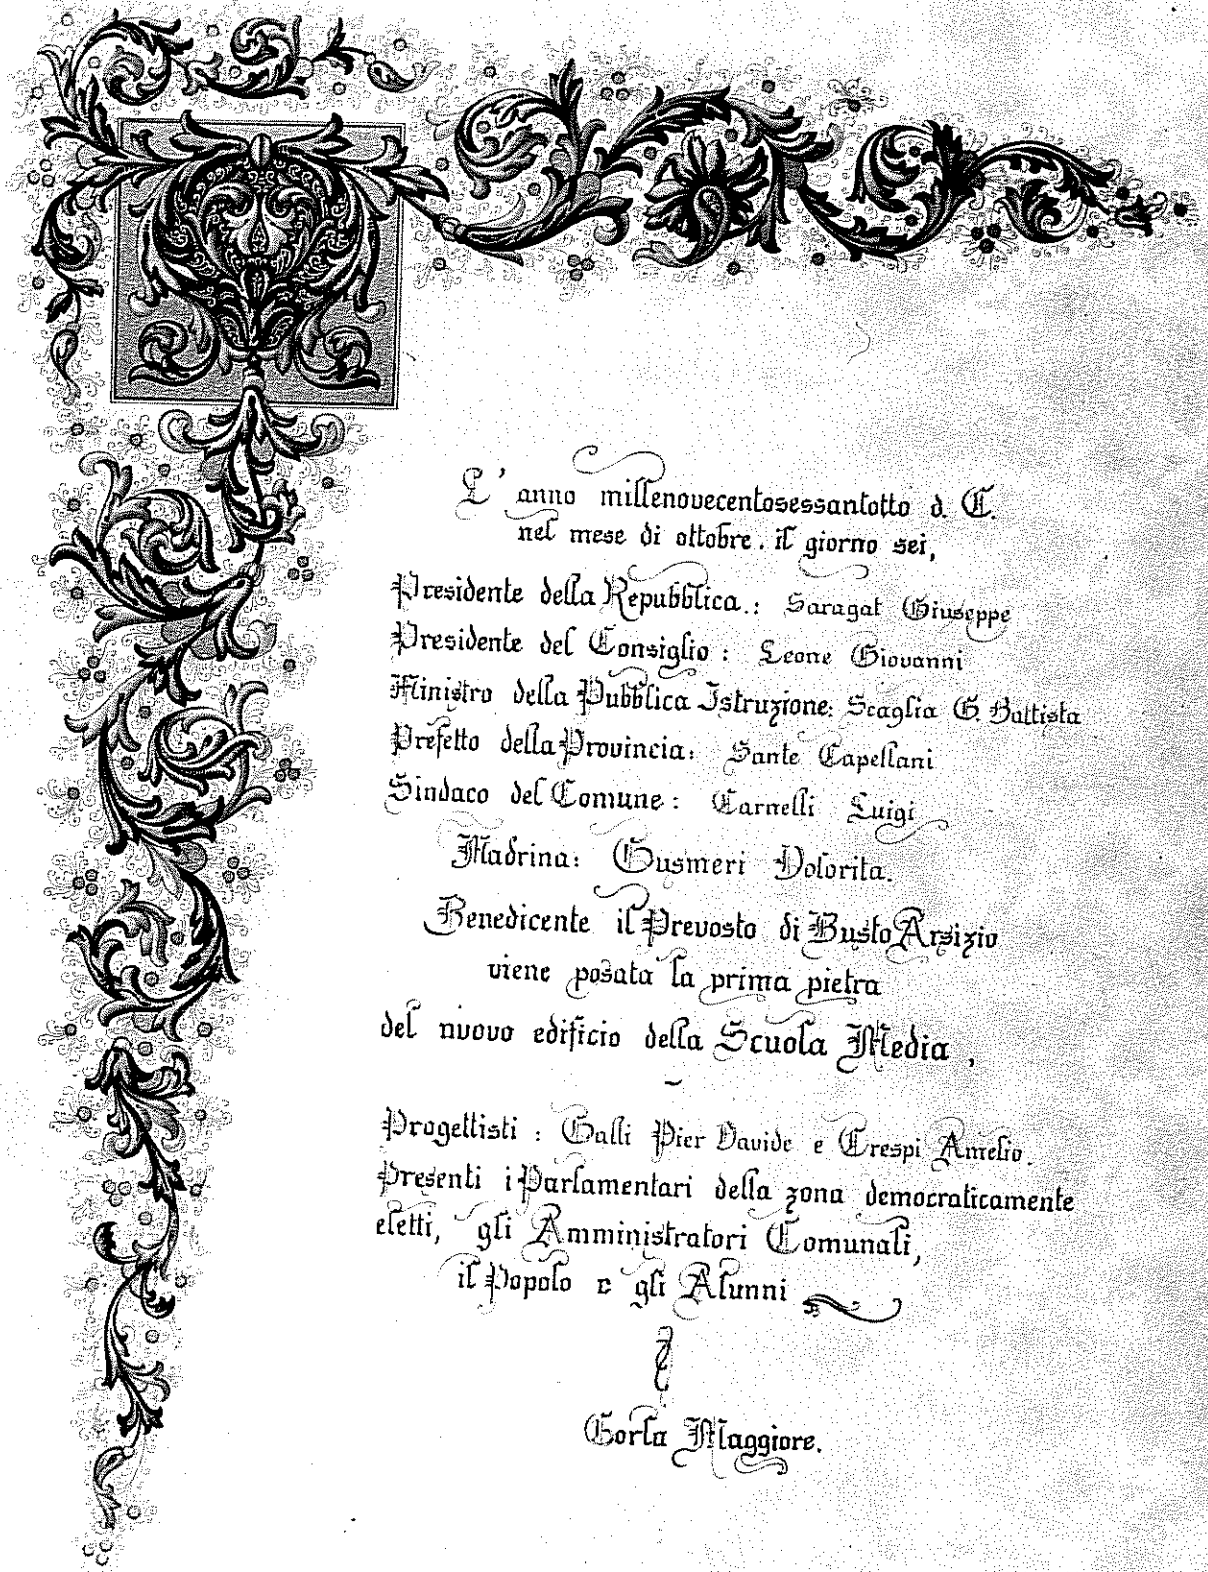 L'anno millenovecentosessantotto d. C.
nel mese di ottobre. il giorno sei,
Presidente della Repubblica.: Saragat Giuseppe
Presidente del Consiglio : Leone Giovanni
Ministro della Pubblica Istruzione: Scaglia G. Battista
Prefetto della Provincia: Sante Capellani
Sindaco del Comune : Carnelli Luigi
Madrina: Gusmeri Dolorita.
Benedicente il Prevosto di Busto Arsizio
viene posata la prima pietra
del nuovo edificio della Scuola Media ,
Progettisti : Galli Pier Davide e Crespi Amelio.
Presenti i Parlamentari della zona democraticamente
eletti, gli Amministratori Comunali,
il Popolo e gli Alunni
Gorla Maggiore.